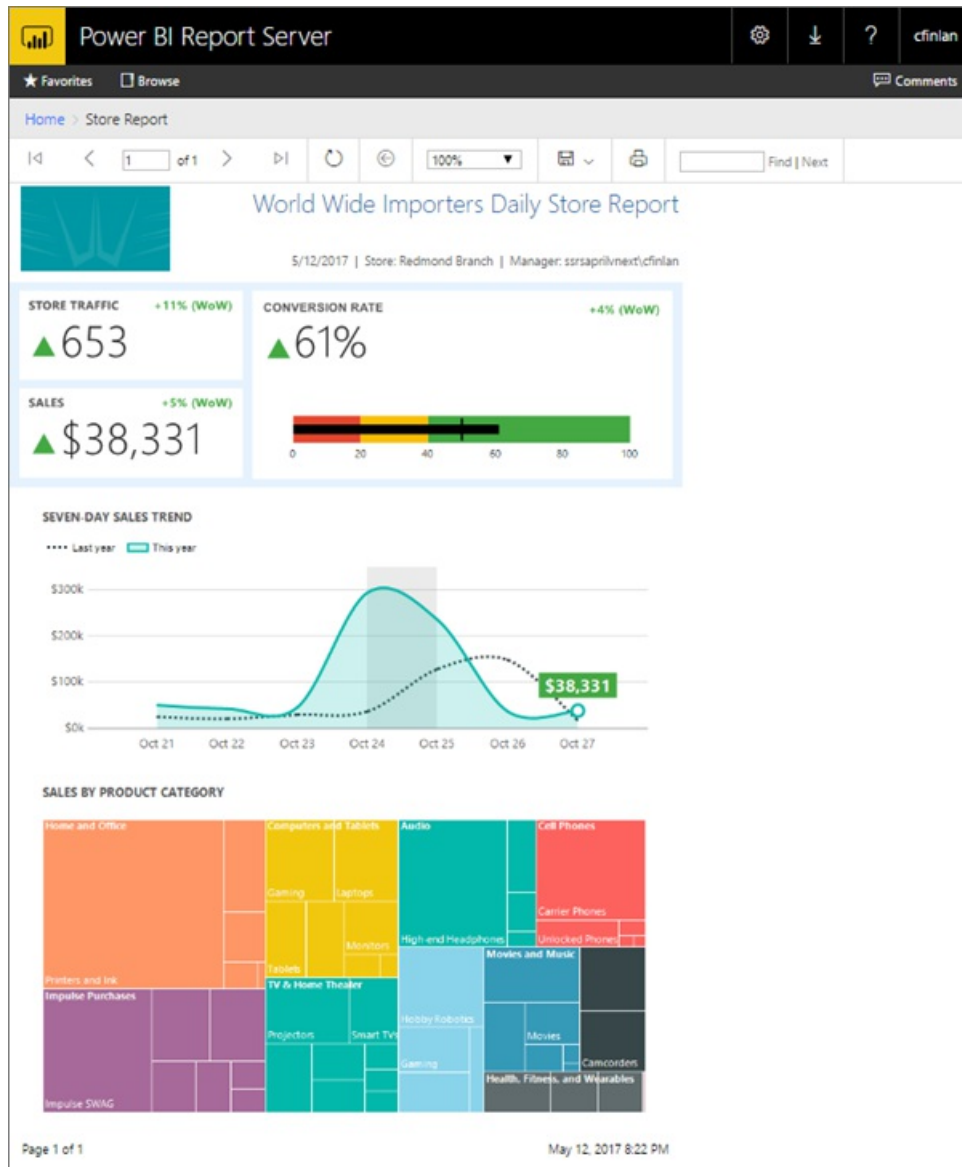 Power BI Report Server
? cfinlan
Favorites Browse Comments
Home > Store Report
1 of 1 100% Find | Next
World Wide Importers Daily Store Report
5/12/2017 | Store: Redmond Branch | Manager: ssrsaprilvnext\cfinlan
STORE TRAFFIC +11% (WoW)
653
CONVERSION RATE +4% (WoW)
61%
SALES +5% (WoW)
$38,331
0 20 40 60 80 100
SEVEN-DAY SALES TREND
Last year This year
$300k
$200k
$100k
$38,331
$0k
Oct 21 Oct 22 Oct 23 Oct 24 Oct 25 Oct 26 Oct 27
SALES BY PRODUCT CATEGORY
Home and Office Computers and Tablets Audio Cell Phones
Gaming Laptops
Carrier Phones
Monitors High-end Headphones Unlocked Phones
Tablets
Movies and Music
Printers and Ink TV & Home Theater
Impulse Purchases
Hobby Robotics
Projectors Smart TVs Movies
Gaming Camcorders
Health, Fitness, and Wearables
Impulse SWAG
Page 1 of 1 May 12, 2017 8:22 PM